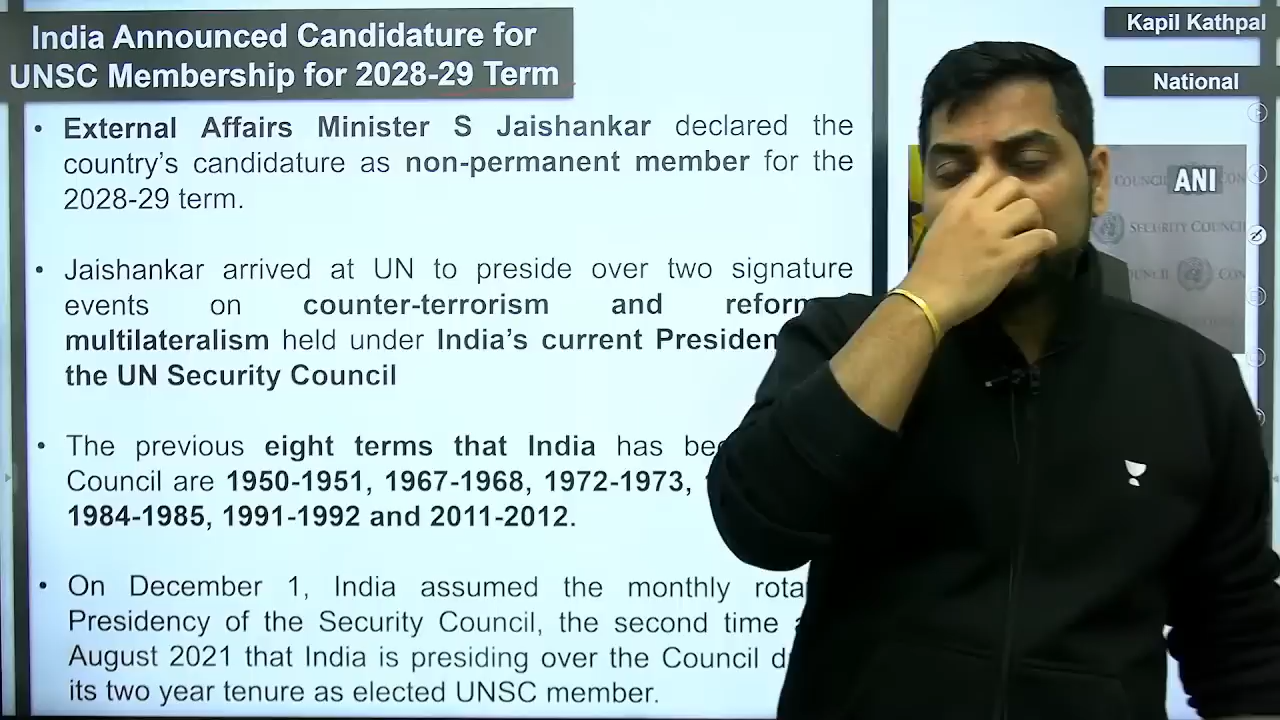 India Announced Candidature for
UNSC Membership for 2028-29 Term
Kapil Kathpal
National
• External Affairs Minister S Jaishankar declared the
country's candidature as non-permanent member for the
2028-29 term.
• Jaishankar arrived at UN to preside over two signature
events on counter-terrorism and
multilateralism held under India's current
the UN Security Council
• The previous eight terms that India has
Council are 1950-1951, 1967-1968, 1972-1973,
1984-1985, 1991-1992 and 2011-2012.
• On December 1, India assumed the monthly
Presidency of the Security Council, the second time
August 2021 that India is presiding over the Council
its two year tenure as elected UNSC member.
COUNCIL
ANI
SECURITY COUNCIL